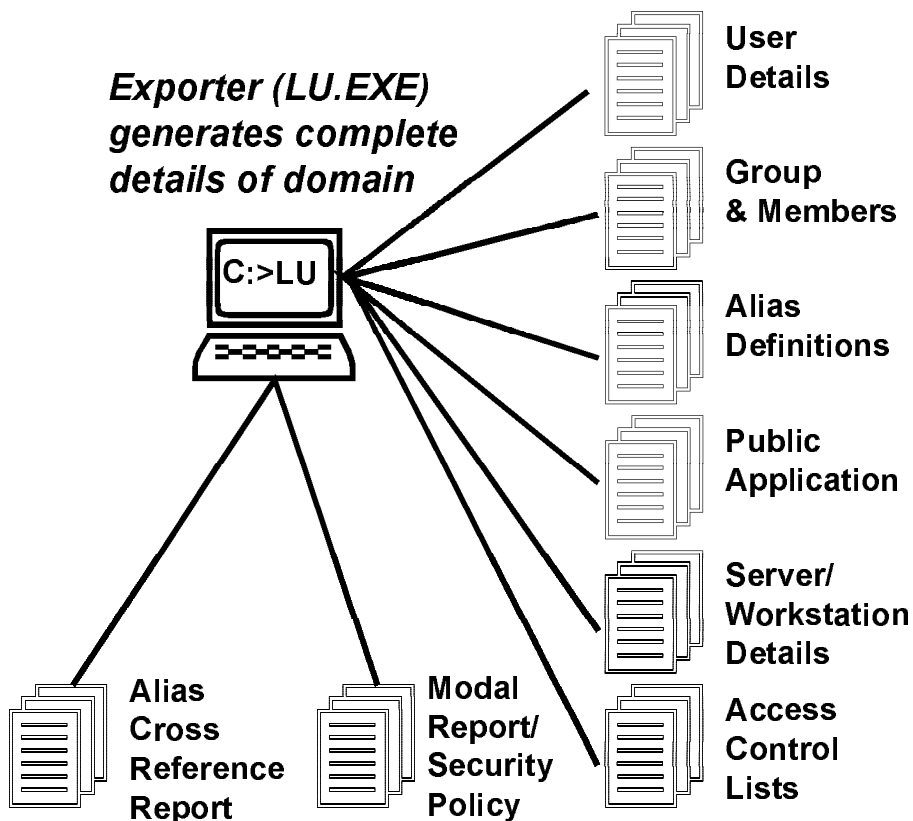 Exporter (LU.EXE)
generates complete
details of domain
C:>LU
User
Details
Group
& Members
Alias
Definitions
Public
Application
Server/
Workstation
Details
Access
Control
Lists
Alias
Cross
Reference
Report
Modal
Report/
Security
Policy